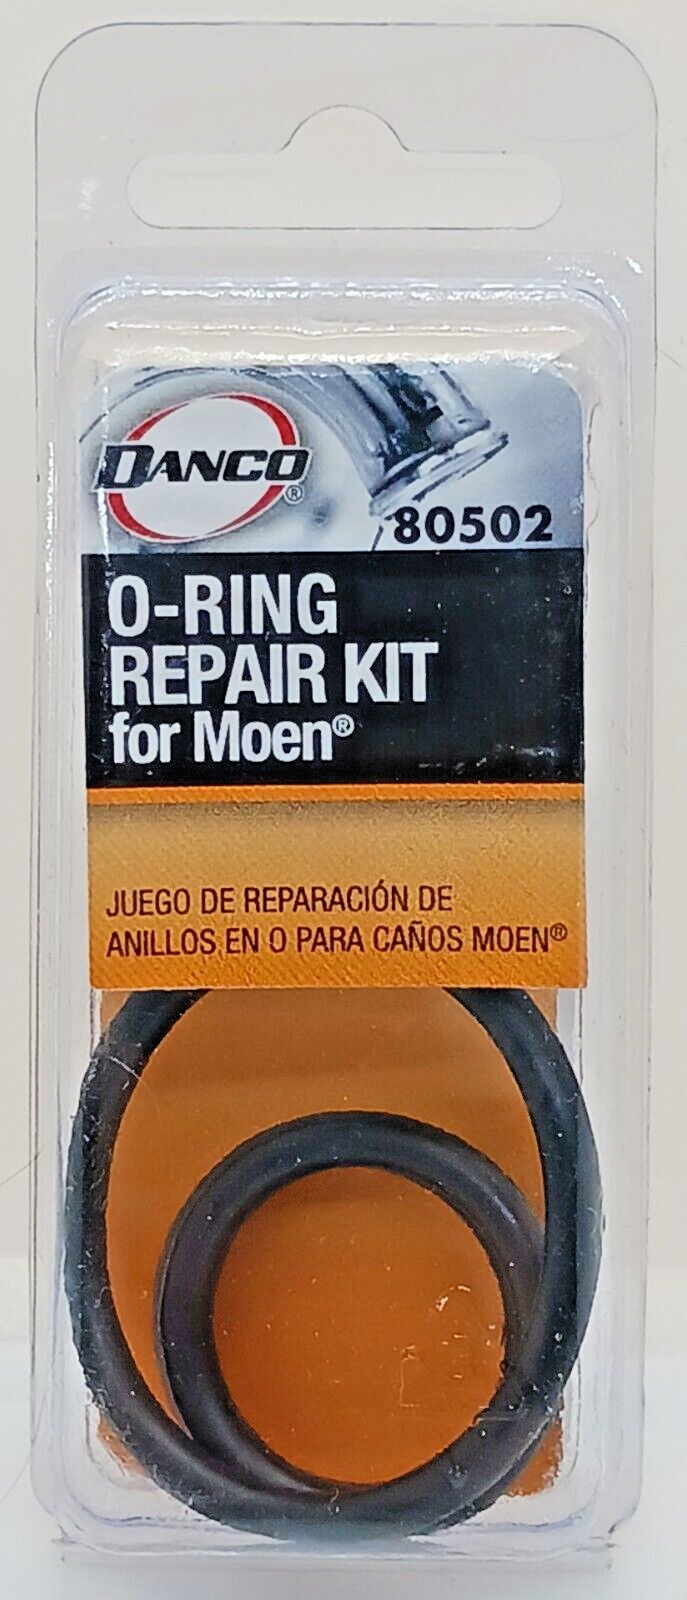 DANCO®
80502
O-RING
REPAIR KIT
for Moen®
JUEGO DE REPARACIÓN DE
ANILLOS EN O PARA CAÑOS MOEN®